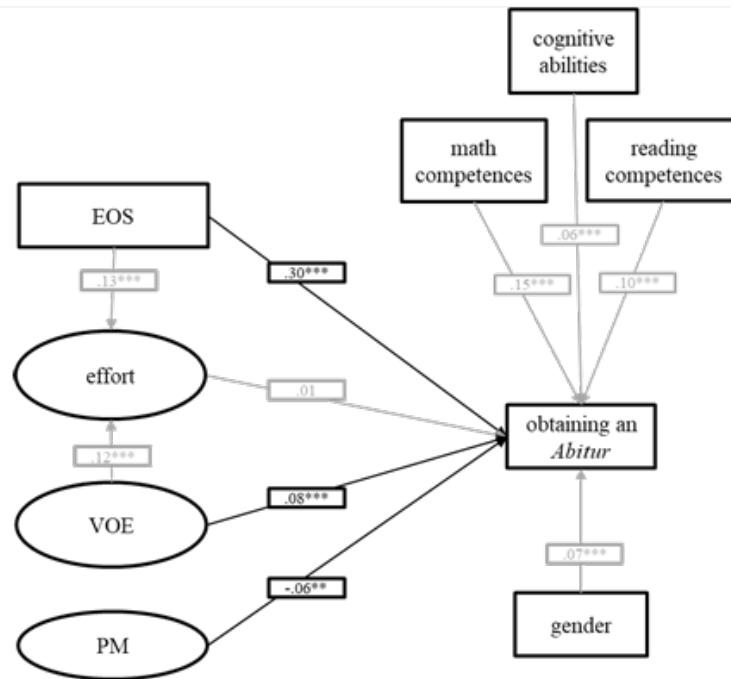 cognitive
abilities
math
competences
reading
competences
EOS
.06***
.13***
.30***
.15***
.10***
effort
.01
obtaining an
Abitur
.12***
VOE
.08***
.07***
-.06**
PM
gender